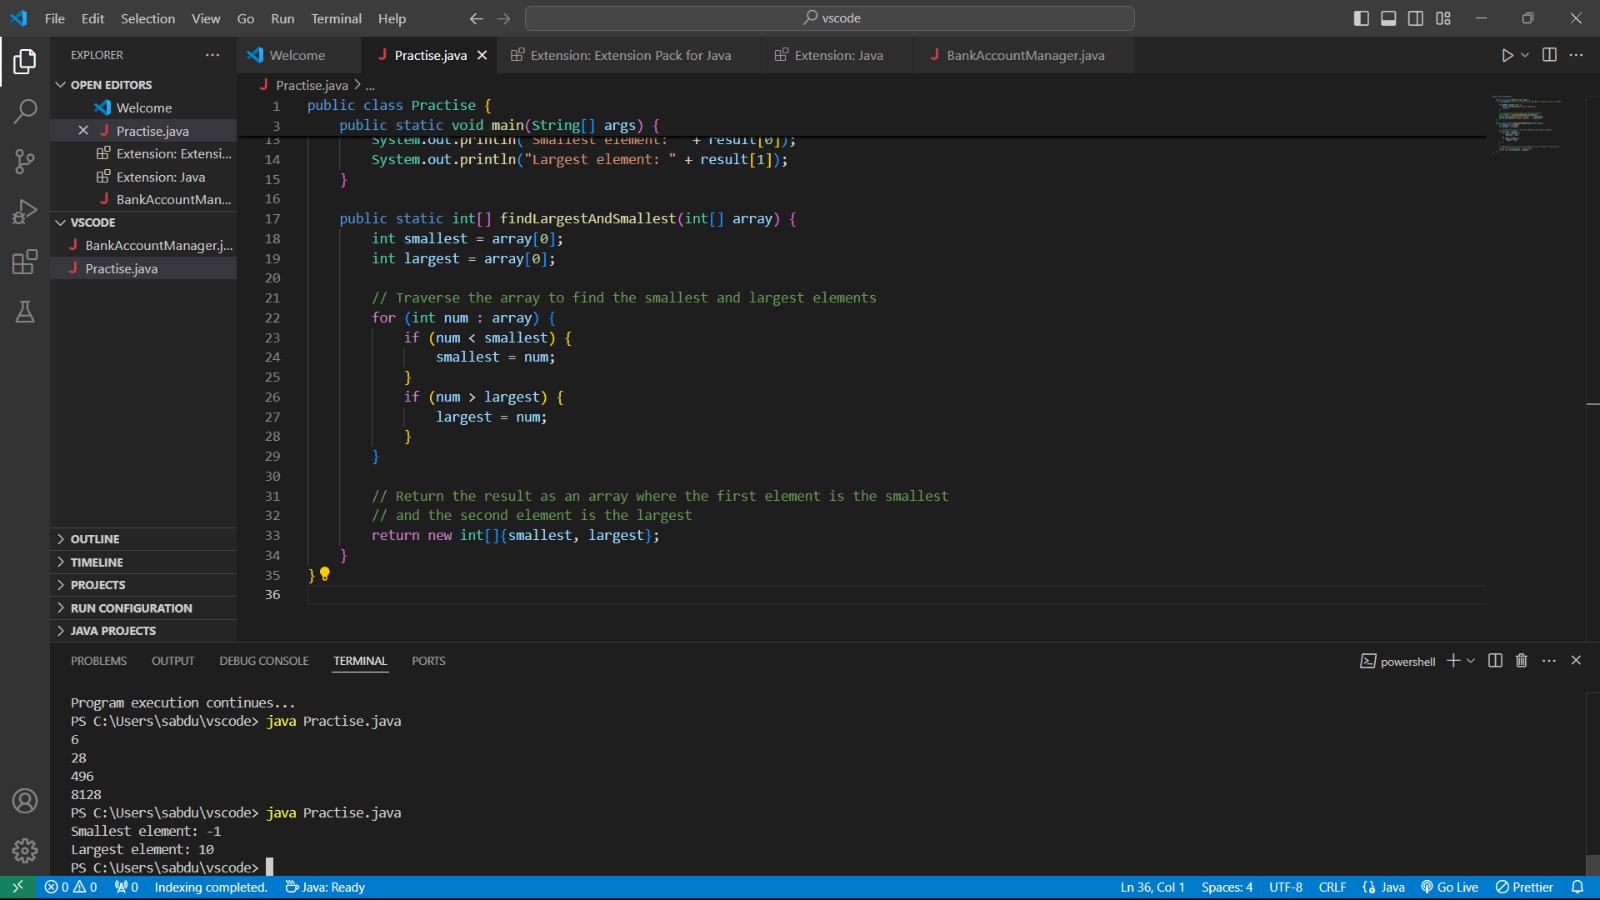 File Edit Selection View Go Run Terminal Help
vscode
EXPLORER
OPEN EDITORS
Welcome
Practise.java
Extension: Extensi...
Extension: Java
BankAccountMan...
VSCODE
BankAccountManager.j...
Practise.java
OUTLINE
TIMELINE
PROJECTS
RUN CONFIGURATION
JAVA PROJECTS
Welcome Practise.java Extension: Extension Pack for Java Extension: Java BankAccountManager.java
Practise.java > ...
1 public class Practise {
3 public static void main(String[] args) {
13 System.out.println("Smallest element: " + result[0]);
14 System.out.println("Largest element: " + result[1]);
15 }
16
17 public static int[] findLargestAndSmallest(int[] array) {
18 int smallest = array[0];
19 int largest = array[0];
20
21 // Traverse the array to find the smallest and largest elements
22 for (int num : array) {
23 if (num < smallest) {
24 smallest = num;
25 }
26 if (num > largest) {
27 largest = num;
28 }
29 }
30
31 // Return the result as an array where the first element is the smallest
32 // and the second element is the largest
33 return new int[]{smallest, largest};
34 }
35 }
36
PROBLEMS OUTPUT DEBUG CONSOLE TERMINAL PORTS
powershell
Program execution continues...
PS C:\Users\sabdu\vscode> java Practise.java
6
28
496
8128
PS C:\Users\sabdu\vscode> java Practise.java
Smallest element: -1
Largest element: 10
PS C:\Users\sabdu\vscode>
0 0 0 Indexing completed. Java: Ready Ln 36, Col 1 Spaces: 4 UTF-8 CRLF Java Go Live Prettier